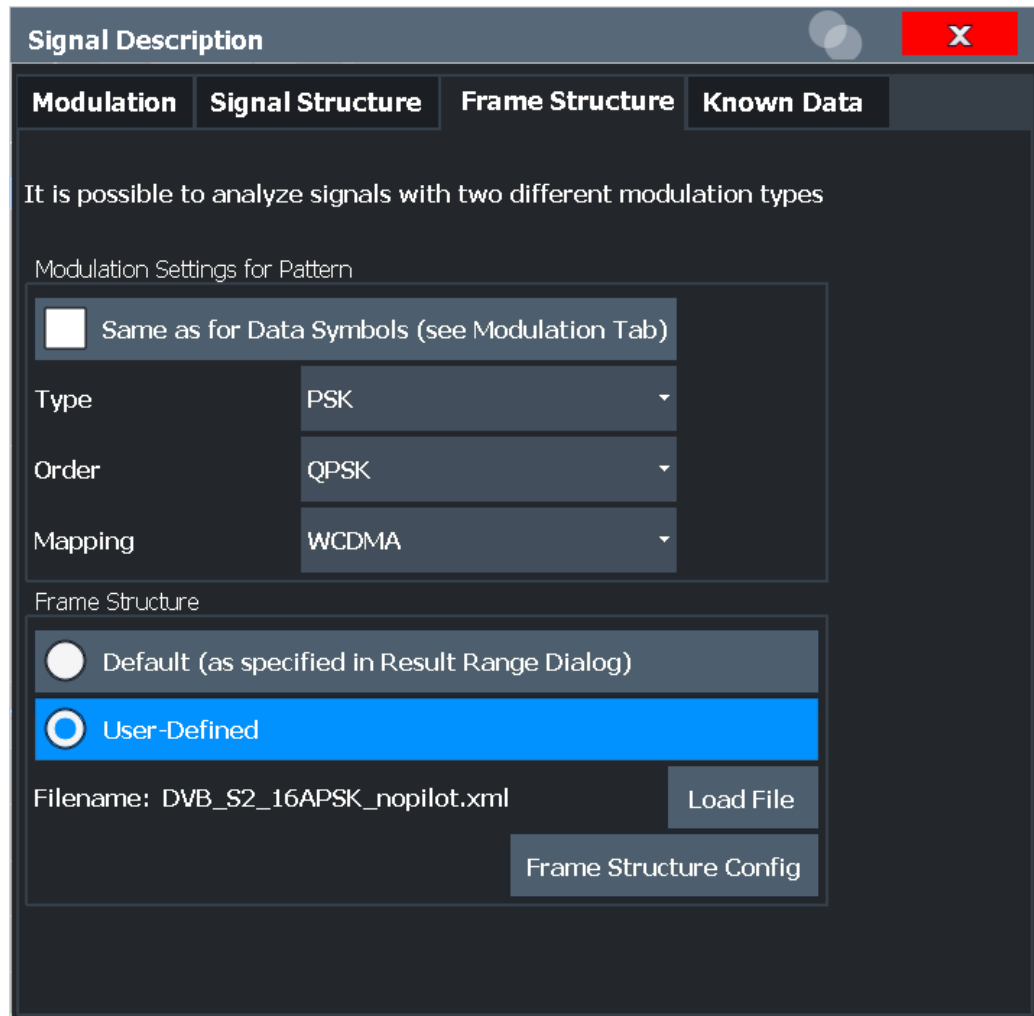 Signal Description
X
Modulation Signal Structure Frame Structure Known Data
It is possible to analyze signals with two different modulation types
Modulation Settings for Pattern
Same as for Data Symbols (see Modulation Tab)
Type PSK
Order QPSK
Mapping WCDMA
Frame Structure
Default (as specified in Result Range Dialog)
User-Defined
Filename: DVB_S2_16APSK_nopilot.xml Load File
Frame Structure Config